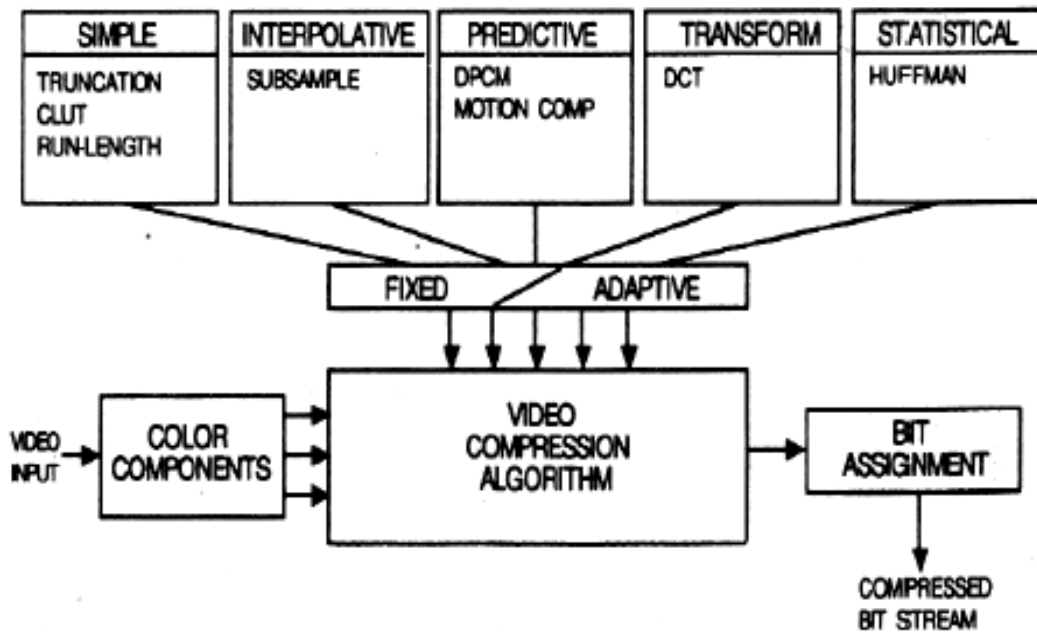 SIMPLE
TRUNCATION
CLUT
RUN-LENGTH
INTERPOLATIVE
SUBSAMPLE
PREDICTIVE
DPCM
MOTION COMP
TRANSFORM
DCT
STATISTICAL
HUFFMAN
FIXED ADAPTIVE
VIDEO
INPUT
COLOR
COMPONENTS
VIDEO
COMPRESSION
ALGORITHM
BIT
ASSIGNMENT
COMPRESSED
BIT STREAM